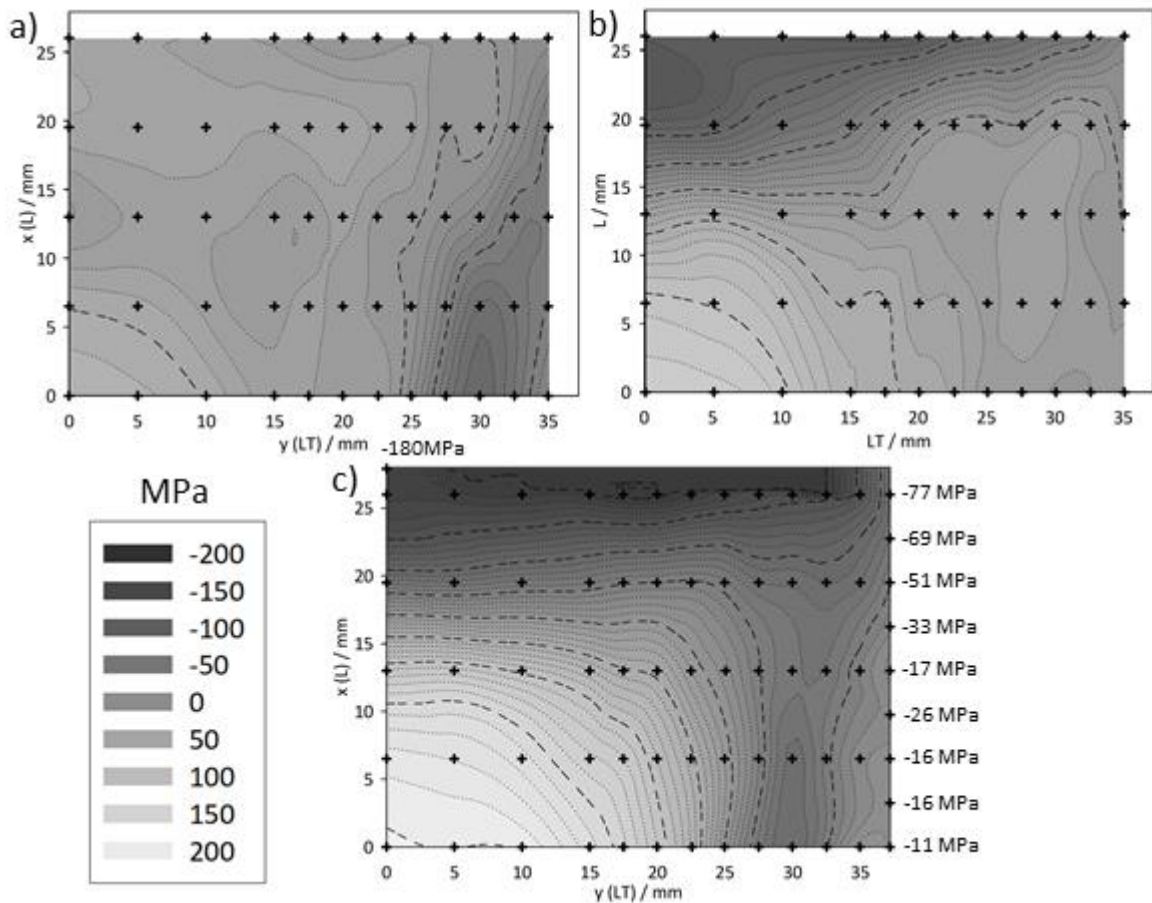 a)
25
20
15
10
5
0
x (L) / mm
0 5 10 15 20 25 30 35
y (LT) / mm
b)
25
20
15
10
5
0
L / mm
0 5 10 15 20 25 30 35
LT / mm
-180MPa
c)
25
20
15
10
5
0
x (L) / mm
0 5 10 15 20 25 30 35
y (LT) / mm
-77 MPa
-69 MPa
-51 MPa
-33 MPa
-17 MPa
-26 MPa
-16 MPa
-16 MPa
-11 MPa
MPa
-200
-150
-100
-50
0
50
100
150
200